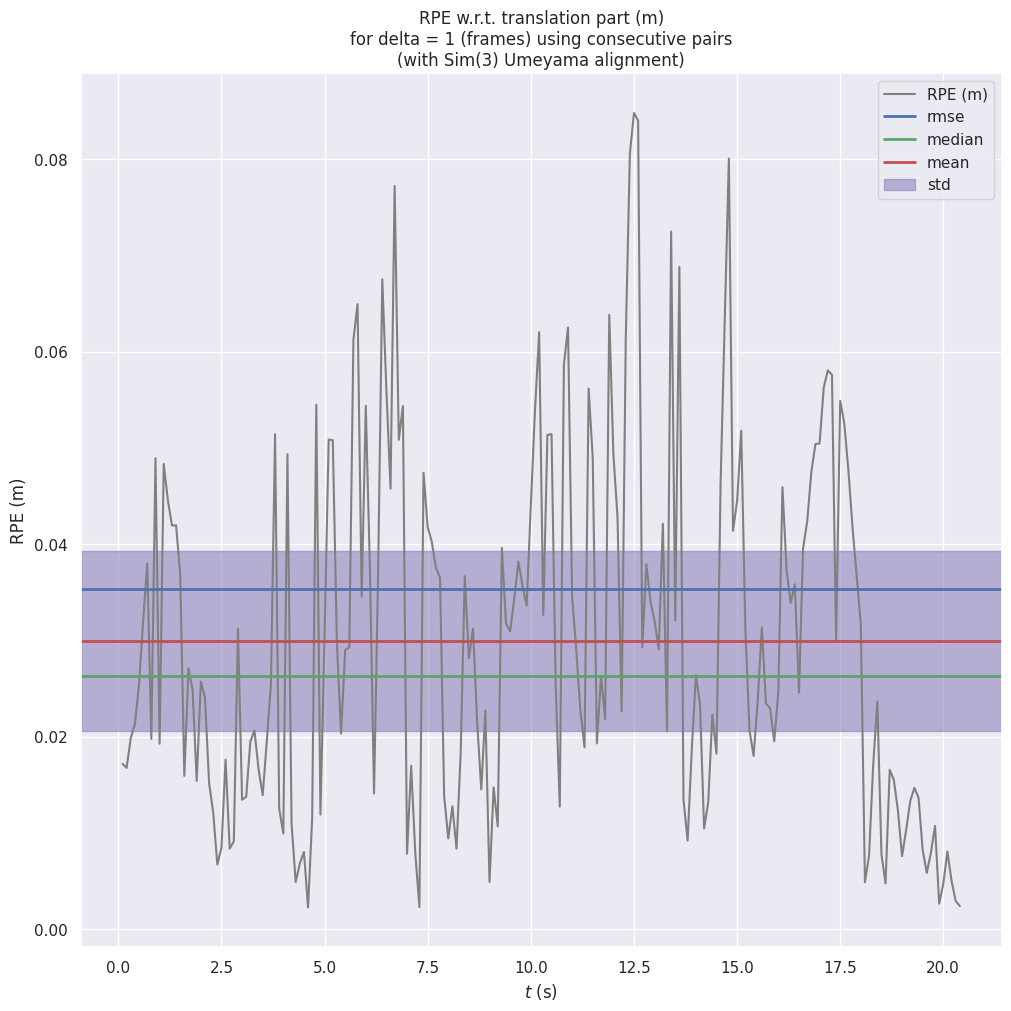 RPE w.r.t. translation part (m)
for delta = 1 (frames) using consecutive pairs
(with Sim(3) Umeyama alignment)
RPE (m)
rmse
median
mean
std
0.08
0.06
0.04
0.02
0.00
RPE (m)
0.0 2.5 5.0 7.5 10.0 12.5 15.0 17.5 20.0
t (s)